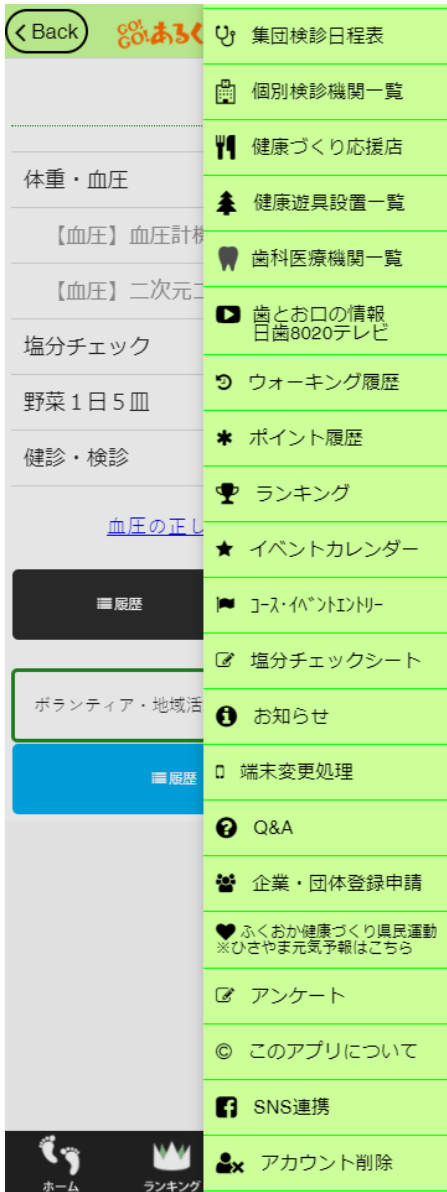 Back
GO! GO!あるく
体重・血圧
【血圧】血圧計
【血圧】二次元
塩分チェック
野菜１日５皿
健診・検診
血圧の正し
履歴
ボランティア・地域活
履歴
ホーム
ランキング
集団検診日程表
個別検診機関一覧
健康づくり応援店
健康遊具設置一覧
歯科医療機関一覧
歯とお口の情報
日歯8020テレビ
ウォーキング履歴
ポイント履歴
ランキング
イベントカレンダー
ｺｰｽ･ｲﾍﾞﾝﾄｴﾝﾄﾘｰ
塩分チェックシート
お知らせ
端末変更処理
Q&A
企業・団体登録申請
ふくおか健康づくり県民運動
※ひさやま元気予報はこちら
アンケート
© このアプリについて
SNS連携
アカウント削除